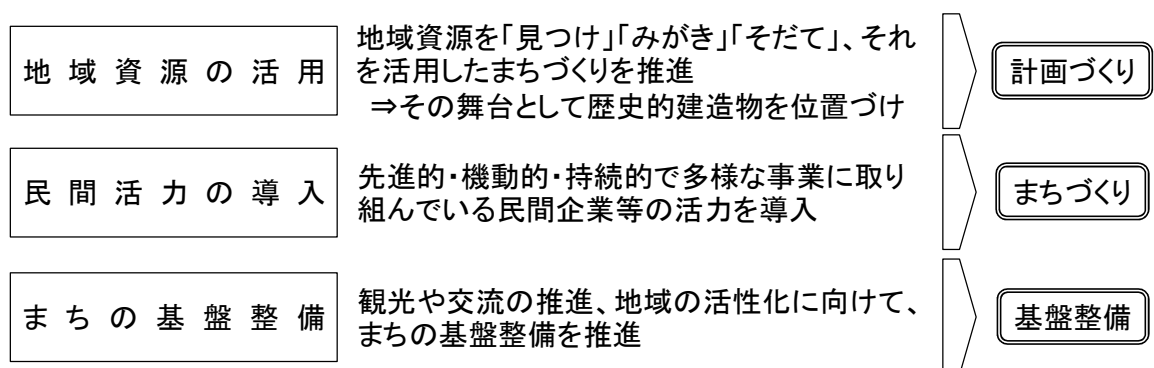 地域資源の活用
地域資源を「見つけ」「みがき」「そだて」、それ
を活用したまちづくりを推進
⇒その舞台として歴史的建造物を位置づけ
計画づくり
民間活力の導入
先進的・機動的・持続的で多様な事業に取り
組んでいる民間企業等の活力を導入
まちづくり
まちの基盤整備
観光や交流の推進、地域の活性化に向けて、
まちの基盤整備を推進
基盤整備